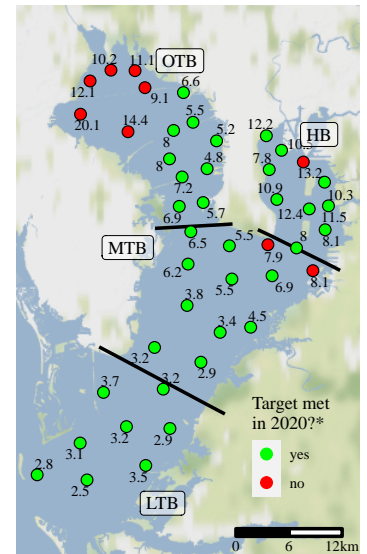 10.2 11.1
OTB
12.1 9.1 6.6
20.1 14.4 5.5
8 5.2 12.2 HB
10.5
8 4.8 7.8 13.2
7.2
10.9 10.3
6.9 5.7 12.4 11.5
MTB 6.5 5.5 8 8.1
7.9
6.2
5.5 6.9 8.1
3.8
3.4 4.5
3.2
2.9
3.7 3.2
Target met
in 2020?*
3.2 2.9 yes
3.1
2.8 2.5 3.5 no
LTB
0 6 12km